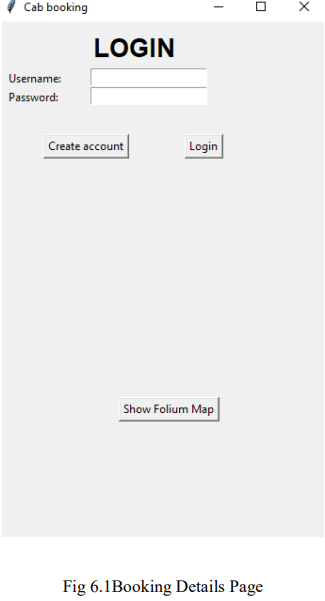 Cab booking
LOGIN
Username:
Password:
Create account Login
Show Folium Map
Fig 6.1Booking Details Page